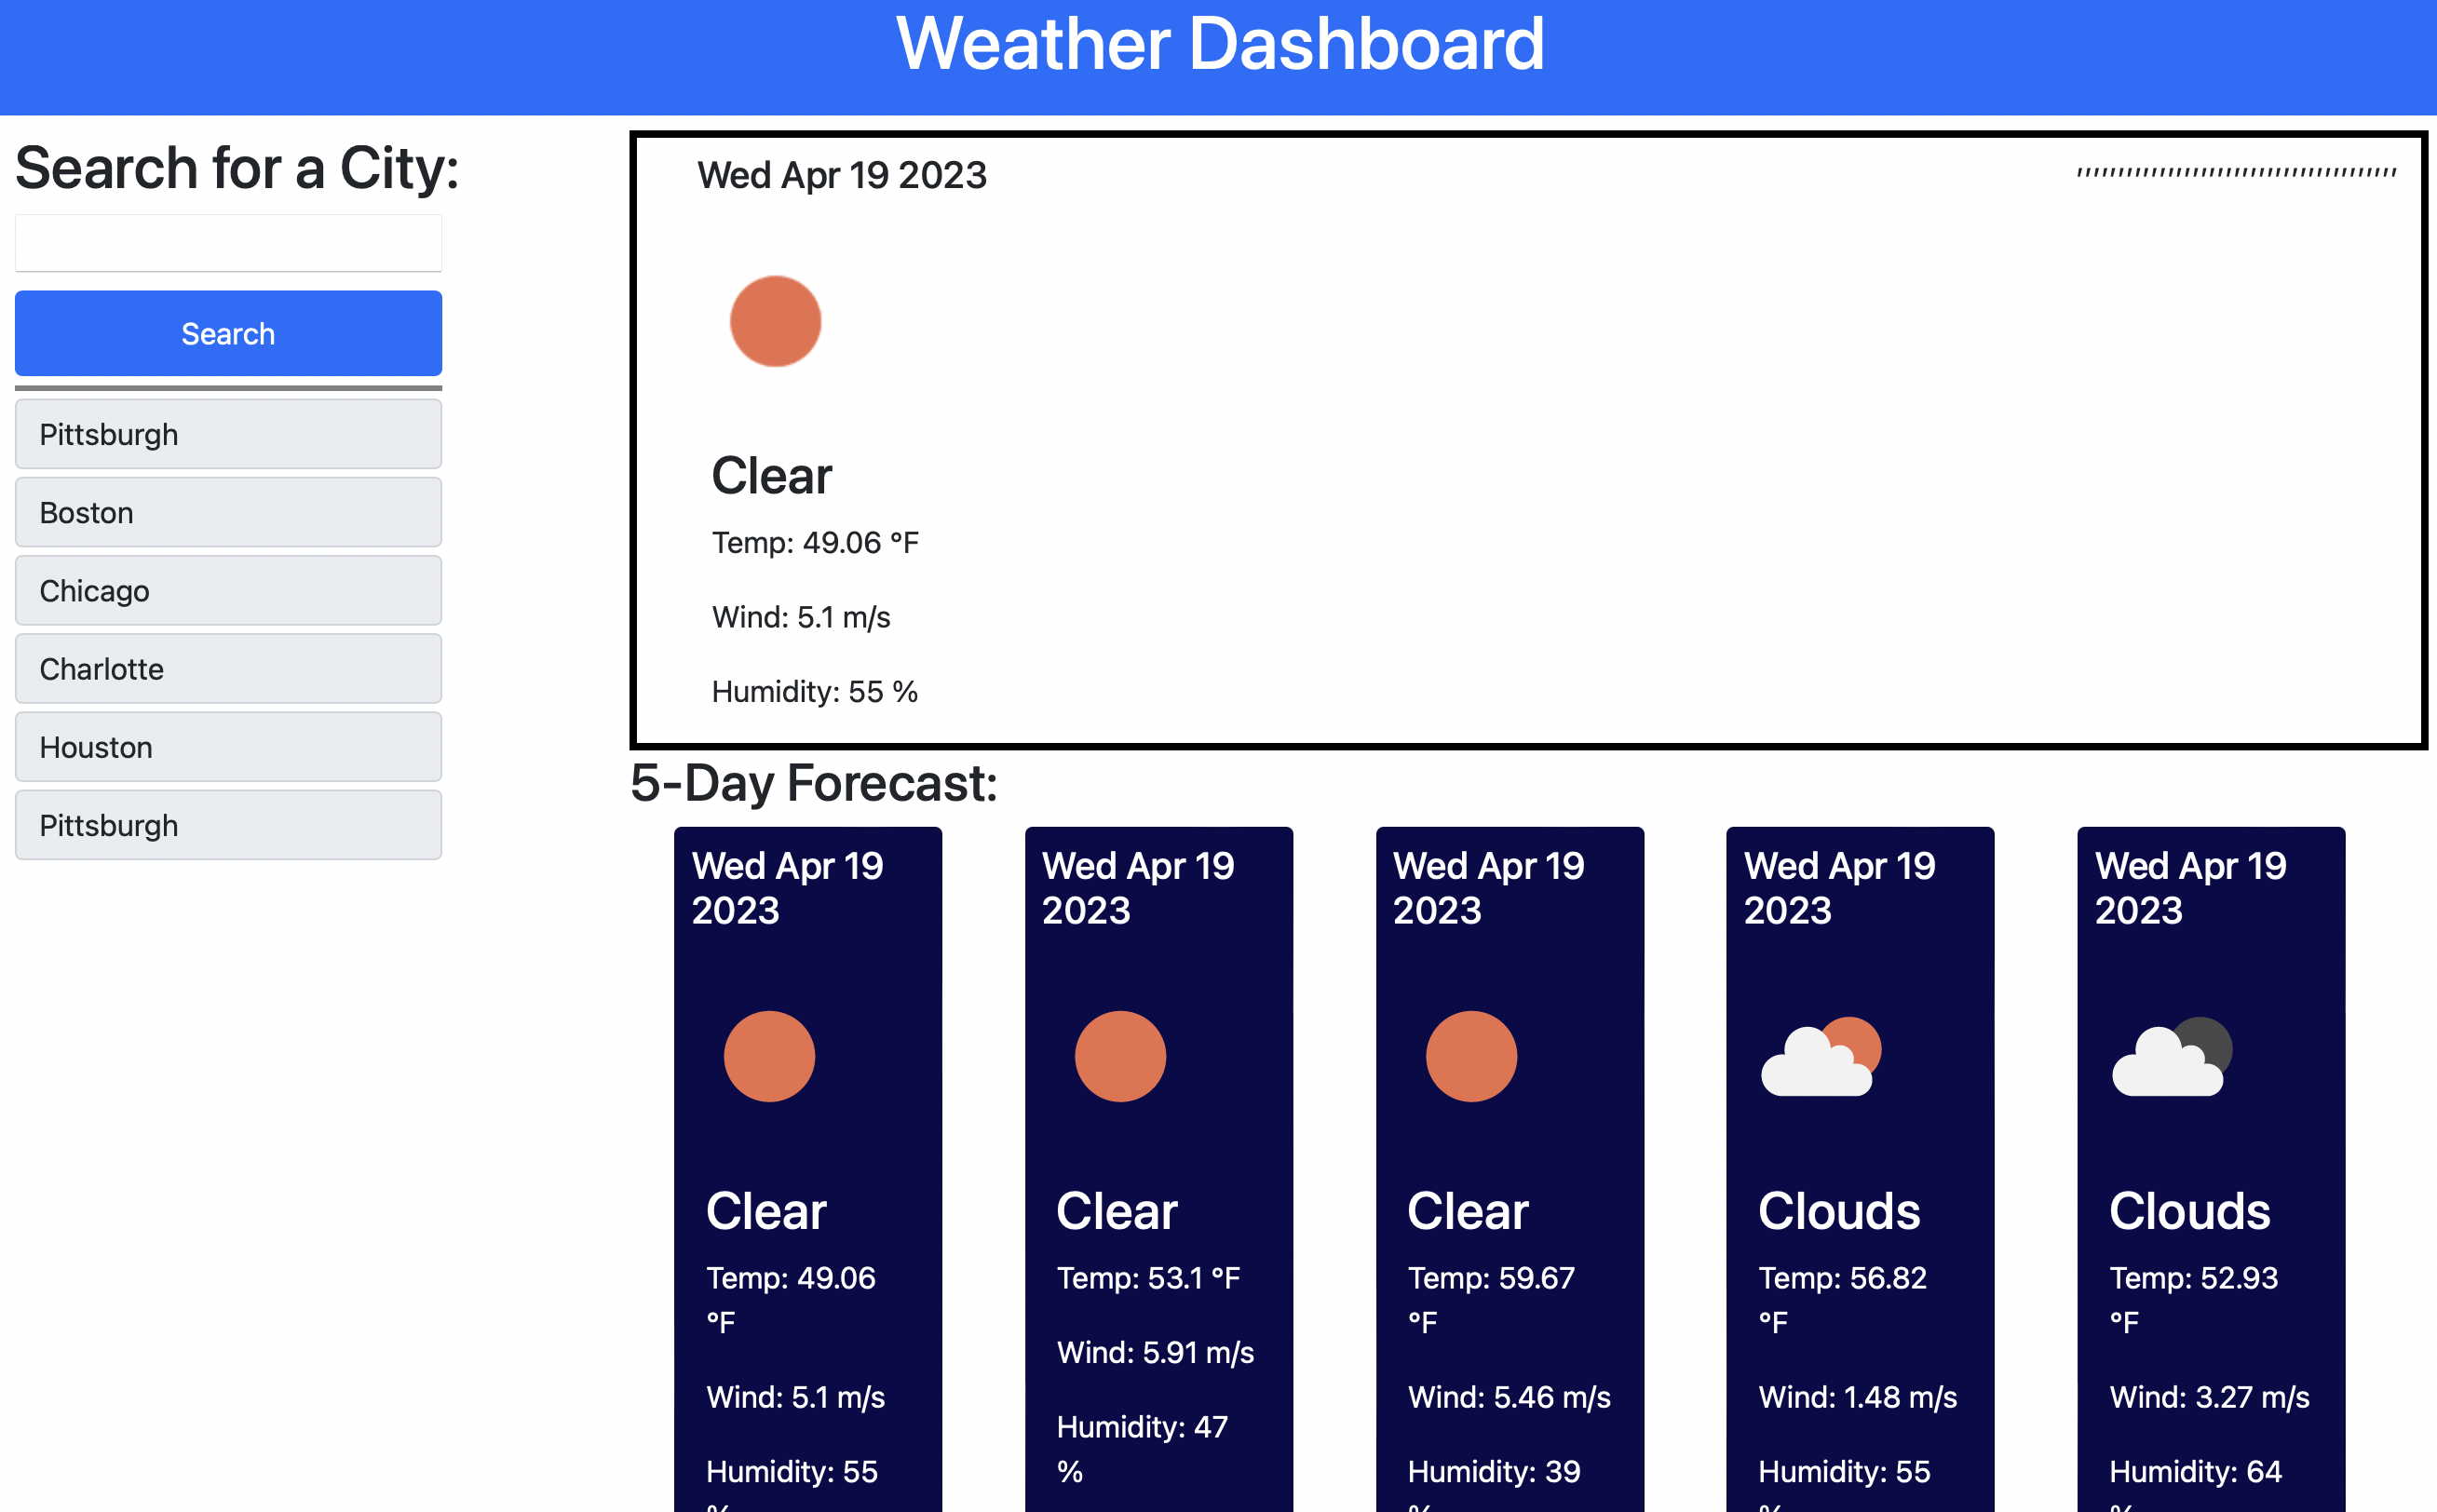 Weather Dashboard
Search for a City:
Search
Pittsburgh
Boston
Chicago
Charlotte
Houston
Pittsburgh
Wed Apr 19 2023
,,,,,,,,,,,,,,,,,,,,,,,,,,,,,,,,,,,,,,,
Clear
Temp: 49.06 °F
Wind: 5.1 m/s
Humidity: 55 %
5-Day Forecast:
Wed Apr 19
2023
Clear
Temp: 49.06
°F
Wind: 5.1 m/s
Humidity: 55
%
Wed Apr 19
2023
Clear
Temp: 53.1 °F
Wind: 5.91 m/s
Humidity: 47
%
Wed Apr 19
2023
Clear
Temp: 59.67
°F
Wind: 5.46 m/s
Humidity: 39
%
Wed Apr 19
2023
Clouds
Temp: 56.82
°F
Wind: 1.48 m/s
Humidity: 55
%
Wed Apr 19
2023
Clouds
Temp: 52.93
°F
Wind: 3.27 m/s
Humidity: 64
%